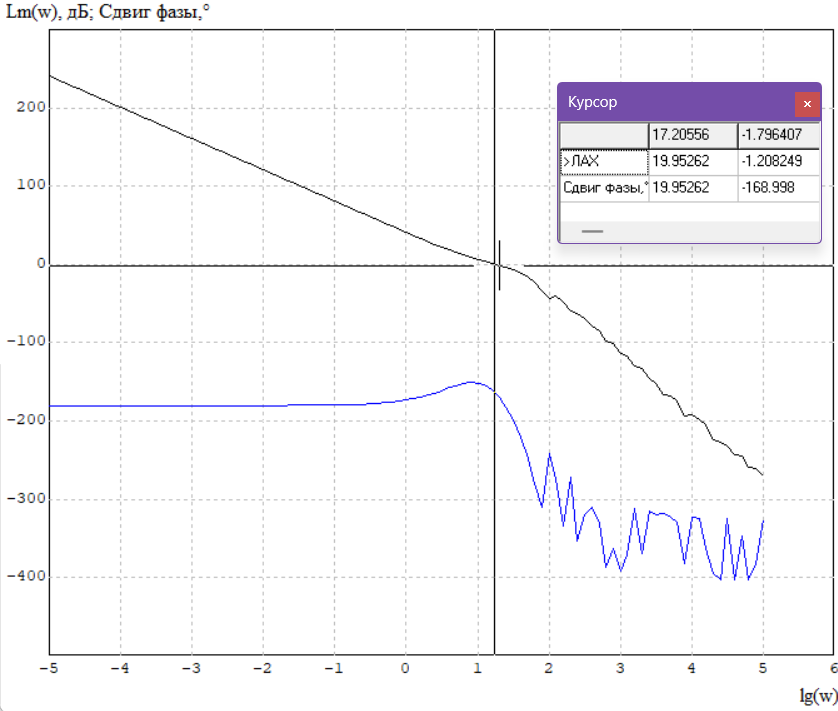 Lm(w), дБ; Сдвиг фазы,°
Курсор
17.20556 -1.796407
>ЛАХ 19.95262 -1.208249
Сдвиг фазы,° 19.95262 -168.998
200
100
0
-100
-200
-300
-400
-5 -4 -3 -2 -1 0 1 2 3 4 5 6
lg(w)